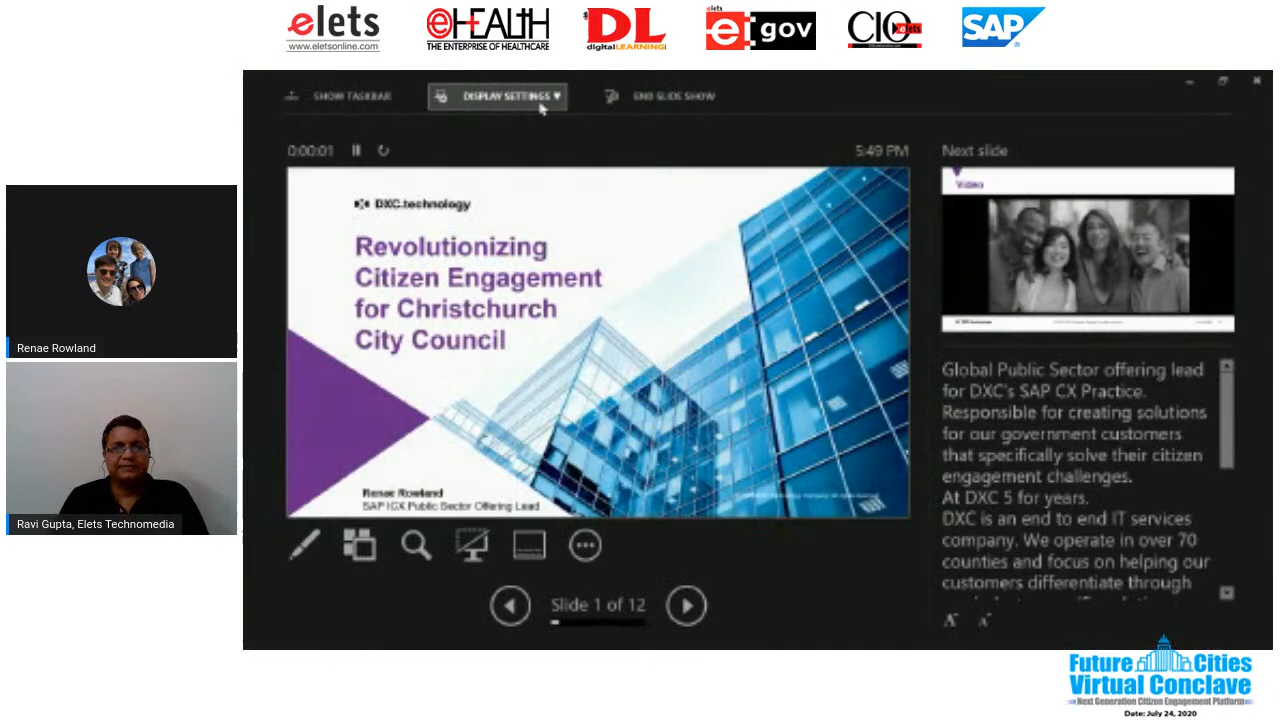 elets
www.eletsonline.com
eHEALTH
THE ENTERPRISE OF HEALTHCARE
DL
digitalLEARNING
elets
e gov
CIO
elets
SAP
SHOW TASKBAR
DISPLAY SETTINGS ▼
END SLIDE SHOW
0:00:01
5:49 PM
Next slide
DXC.technology
Revolutionizing
Citizen Engagement
for Christchurch
City Council
Renae Rowland
SAP ICX Public Sector Offering Lead
Video
Global Public Sector offering lead
for DXC's SAP CX Practice.
Responsible for creating solutions
for our government customers
that specifically solve their citizen
engagement challenges.
At DXC 5 for years.
DXC is an end to end IT services
company. We operate in over 70
counties and focus on helping our
customers differentiate through
Slide 1 of 12
A A
Renae Rowland
Ravi Gupta, Elets Technomedia
Future Cities
Virtual Conclave
Next Generation Citizen Engagement Platform
Date: July 24, 2020